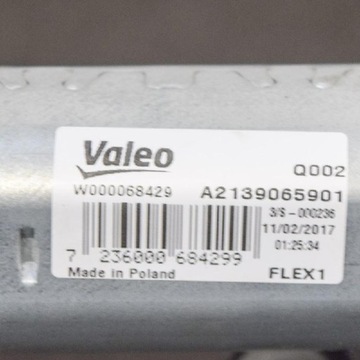 Valeo
Q002
W000068429
A2139065901
3/S-000236
11/02/2017
01:25:34
7 236000 684299
Made in Poland
FLEX1